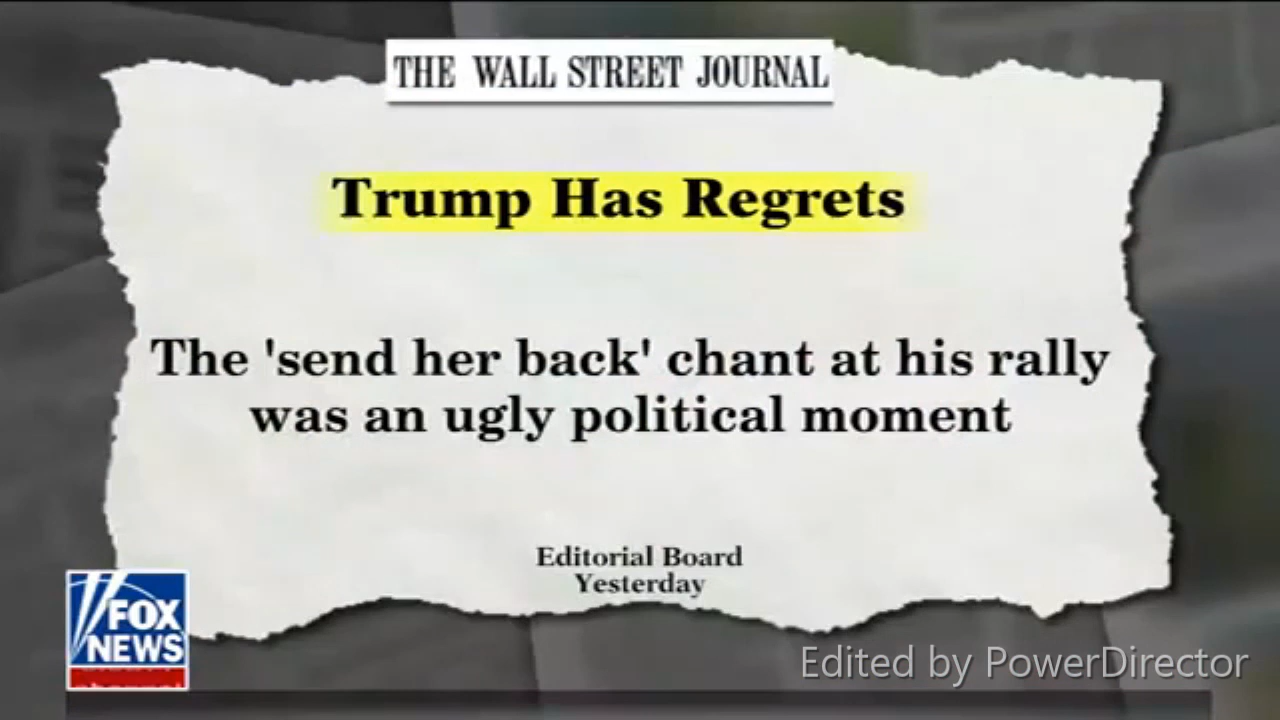 THE WALL STREET JOURNAL
Trump Has Regrets
The 'send her back' chant at his rally
was an ugly political moment
Editorial Board
Yesterday
FOX
NEWS
channel
Edited by PowerDirector